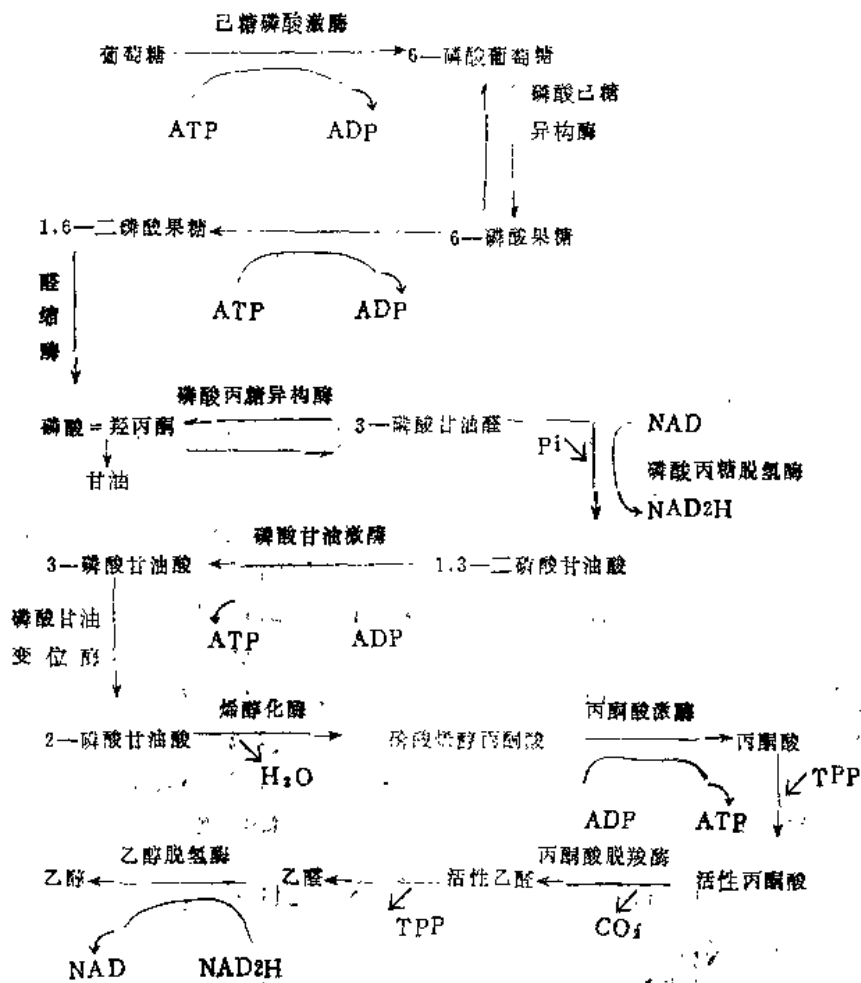 己糖磷酸激酶
葡萄糖 6—磷酸葡萄糖
ATP ADP
磷酸己糖
异构酶
1,6—二磷酸果糖 6—磷酸果糖
ATP ADP
醛
缩
酶
磷酸丙糖异构酶
磷酸=羟丙酮 3—磷酸甘油醛 NAD
Pi
甘油
磷酸丙糖脱氢酶
NAD2H
磷酸甘油激酶
3—磷酸甘油酸 1.3—二磷酸甘油酸
磷酸甘油
变位酶
ATP ADP
烯醇化酶 丙酮酸激酶
2—磷酸甘油酸 磷酸烯醇丙酮酸 丙酮酸
H₂O TPP
ADP ATP
乙醇脱氢酶 丙酮酸脱羧酶
乙醇 乙醛 活性乙醛 活性丙酮酸
TPP CO₂
NAD NAD2H